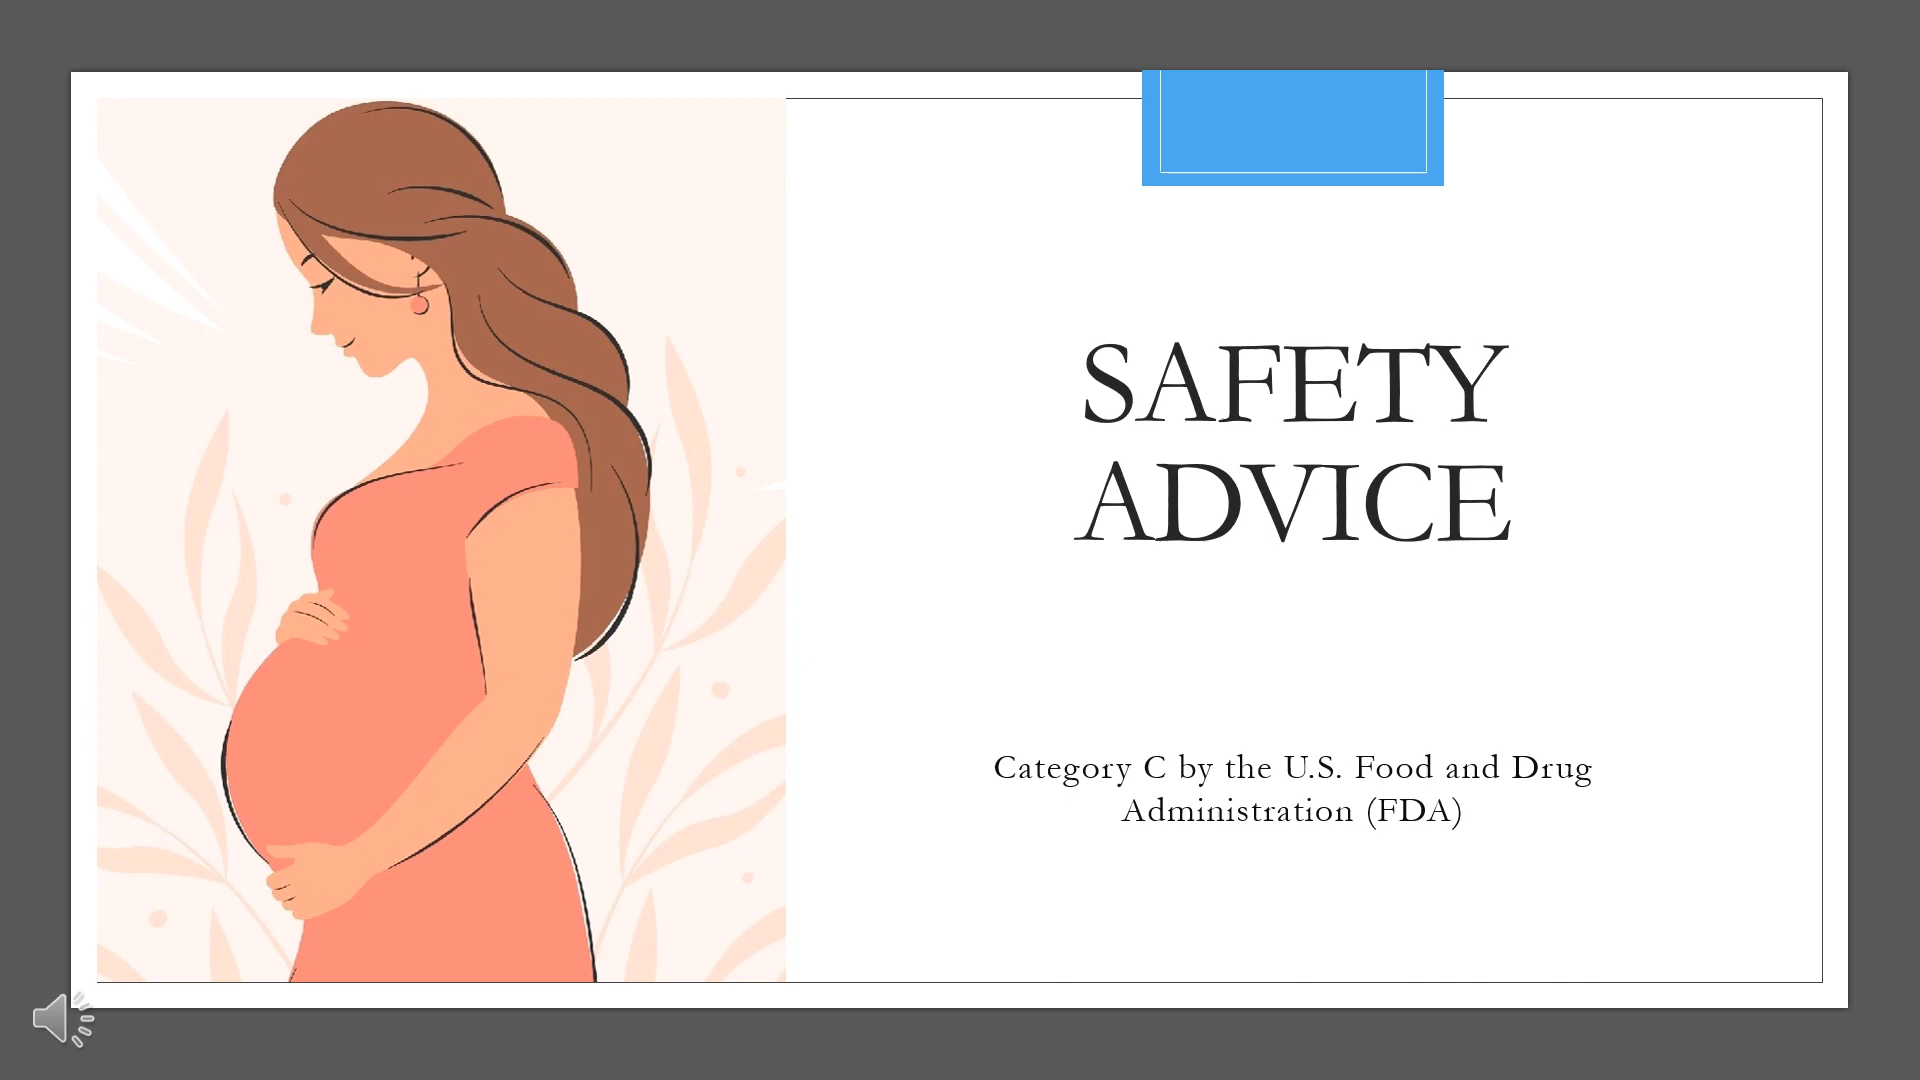 SAFETY
ADVICE
Category C by the U.S. Food and Drug
Administration (FDA)